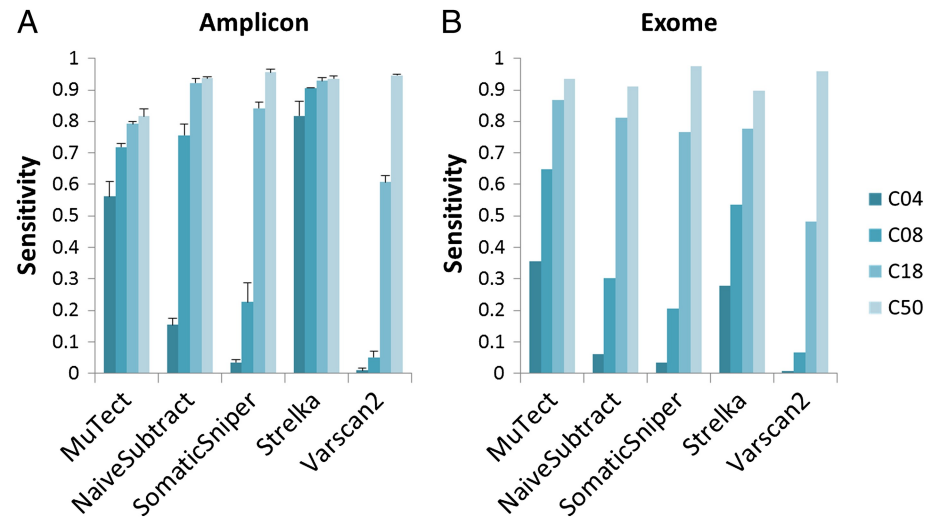 A
Amplicon
Sensitivity
1
0.9
0.8
0.7
0.6
0.5
0.4
0.3
0.2
0.1
0
MuTect
NaiveSubtract
SomaticSniper
Strelka
Varscan2
B
Exome
Sensitivity
1
0.9
0.8
0.7
0.6
0.5
0.4
0.3
0.2
0.1
0
MuTect
NaiveSubtract
SomaticSniper
Strelka
Varscan2
C04
C08
C18
C50